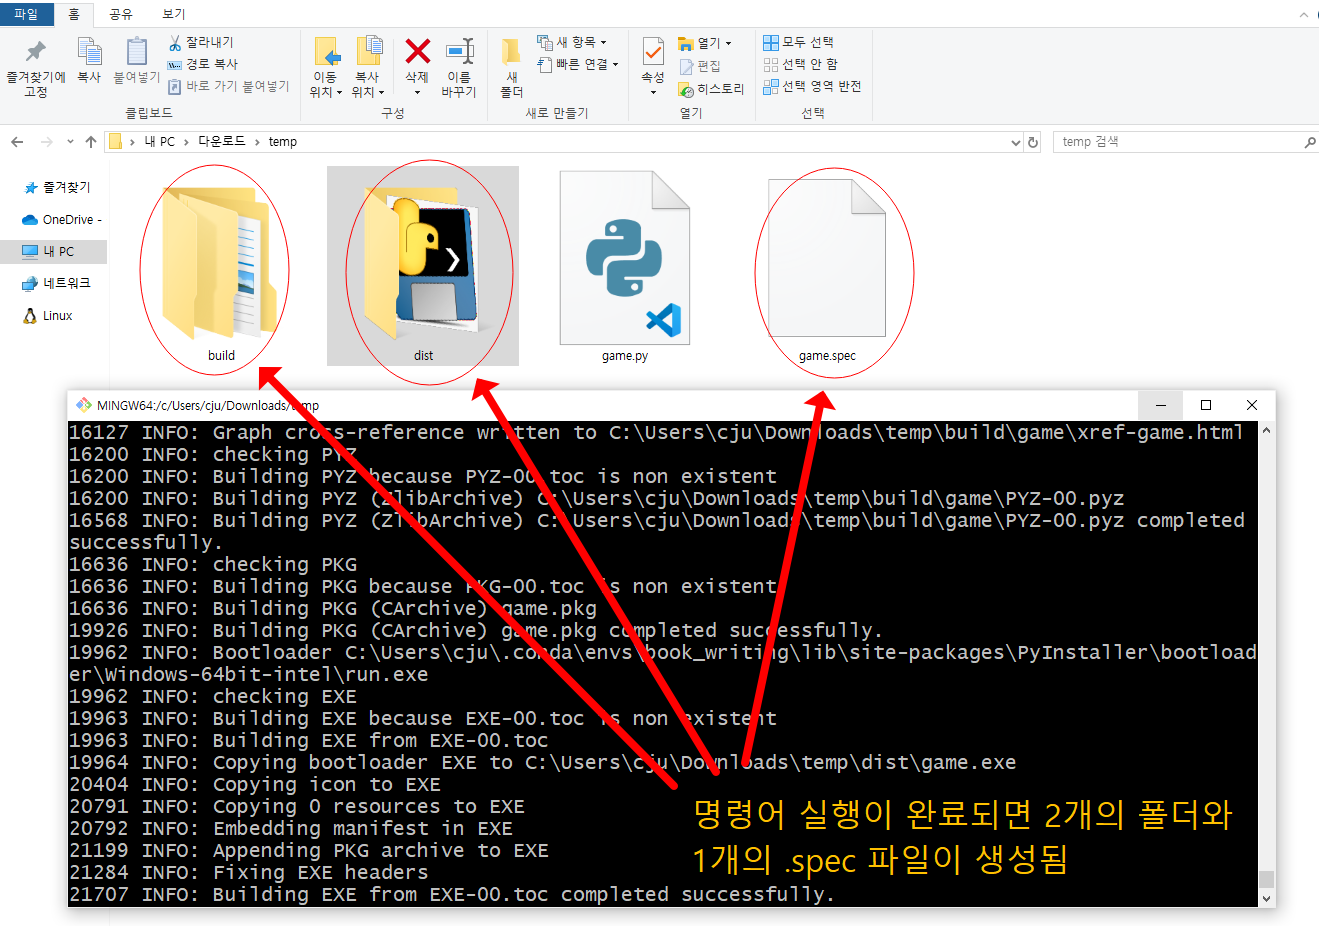 파일 홈 공유 보기
즐겨찾기에
고정
복사
붙여넣기
잘라내기
경로 복사
바로 가기 붙여넣기
클립보드
이동
위치
복사
위치
삭제
이름
바꾸기
구성
새
폴더
새 항목
빠른 연결
새로 만들기
속성
열기
편집
히스토리
열기
모두 선택
선택 안 함
선택 영역 반전
선택
내 PC > 다운로드 > temp
temp 검색
즐겨찾기
OneDrive -
내 PC
네트워크
Linux
build
dist
game.py
game.spec
MINGW64:/c/Users/cju/Downloads/temp
16127 INFO: Graph cross-reference written to C:\Users\cju\Downloads\temp\build\game\xref-game.html
16200 INFO: checking PYZ
16200 INFO: Building PYZ because PYZ-00.toc is non existent
16200 INFO: Building PYZ (ZlibArchive) C:\Users\cju\Downloads\temp\build\game\PYZ-00.pyz
16568 INFO: Building PYZ (ZlibArchive) C:\Users\cju\Downloads\temp\build\game\PYZ-00.pyz completed
successfully.
16636 INFO: checking PKG
16636 INFO: Building PKG because PKG-00.toc is non existent
16636 INFO: Building PKG (CArchive) game.pkg
19926 INFO: Building PKG (CArchive) game.pkg completed successfully.
19962 INFO: Bootloader C:\Users\cju\.conda\envs\book_writing\lib\site-packages\PyInstaller\bootload
er\Windows-64bit-intel\run.exe
19962 INFO: checking EXE
19963 INFO: Building EXE because EXE-00.toc is non existent
19963 INFO: Building EXE from EXE-00.toc
19964 INFO: Copying bootloader EXE to C:\Users\cju\Downloads\temp\dist\game.exe
20404 INFO: Copying icon to EXE
20791 INFO: Copying 0 resources to EXE
20792 INFO: Embedding manifest in EXE
21199 INFO: Appending PKG archive to EXE
21284 INFO: Fixing EXE headers
21707 INFO: Building EXE from EXE-00.toc completed successfully.
명령어 실행이 완료되면 2개의 폴더와
1개의 .spec 파일이 생성됨